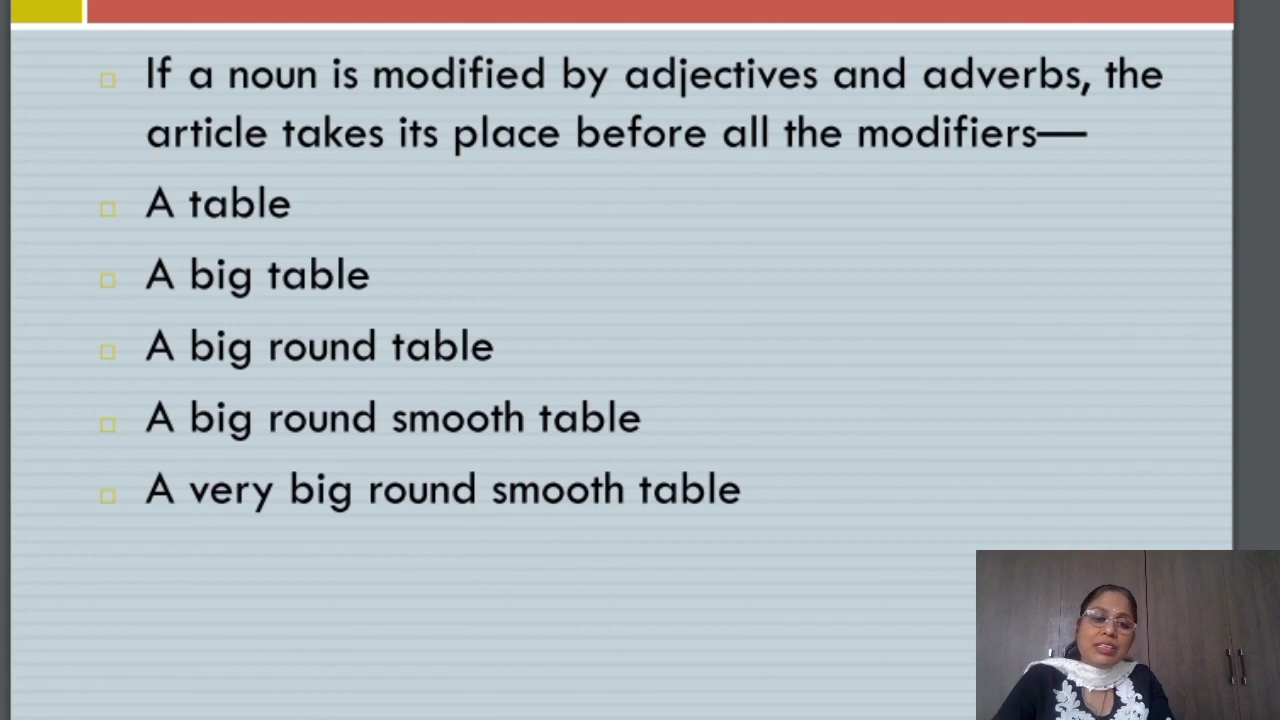 If a noun is modified by adjectives and adverbs, the
article takes its place before all the modifiers—
A table
A big table
A big round table
A big round smooth table
A very big round smooth table